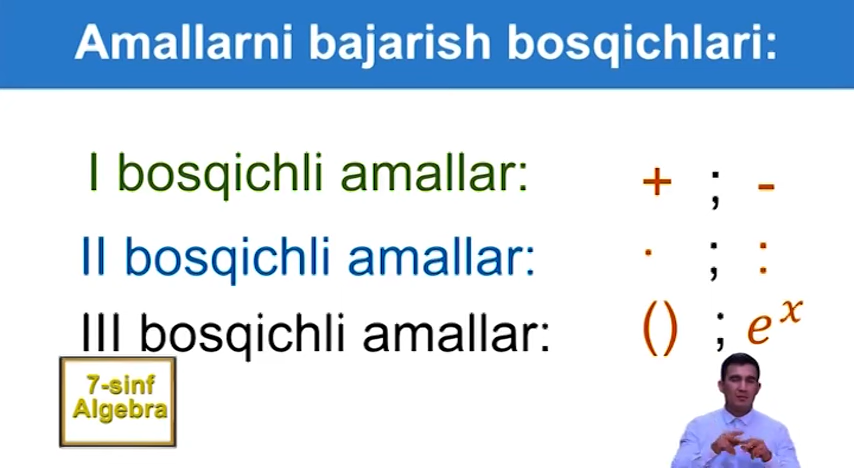 Amallarni bajarish bosqichlari:
I bosqichli amallar: + ; -
II bosqichli amallar: · ; :
III bosqichli amallar: () ; eˣ
7-sinf
Algebra